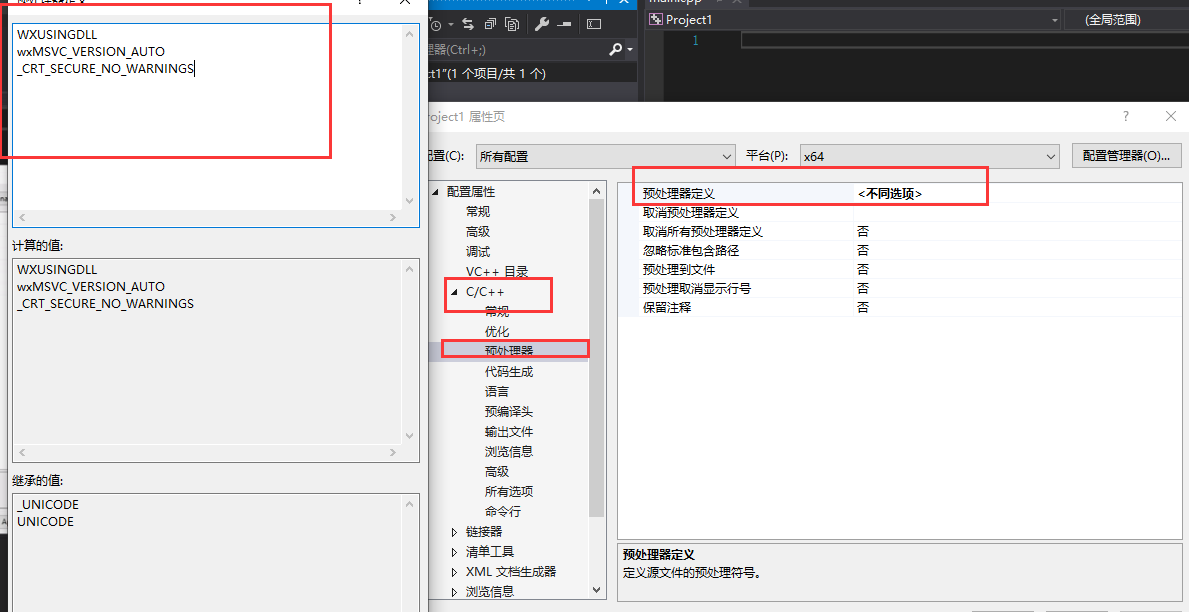 WXUSINGDLL
wxMSVC_VERSION_AUTO
_CRT_SECURE_NO_WARNINGS
计算的值:
WXUSINGDLL
wxMSVC_VERSION_AUTO
_CRT_SECURE_NO_WARNINGS
继承的值:
_UNICODE
UNICODE
理器(Ctrl+;)
ct1"(1 个项目/共 1 个)
Project1
(全局范围)
1
roject1 属性页
?
配置(C):
所有配置
平台(P):
x64
配置管理器(O)...
配置属性
常规
高级
调试
VC++ 目录
C/C++
常规
优化
预处理器
代码生成
语言
预编译头
输出文件
浏览信息
高级
所有选项
命令行
链接器
清单工具
XML 文档生成器
浏览信息
预处理器定义 <不同选项>
取消预处理器定义
取消所有预处理器定义 否
忽略标准包含路径 否
预处理到文件 否
预处理取消显示行号 否
保留注释 否
预处理器定义
定义源文件的预处理符号。